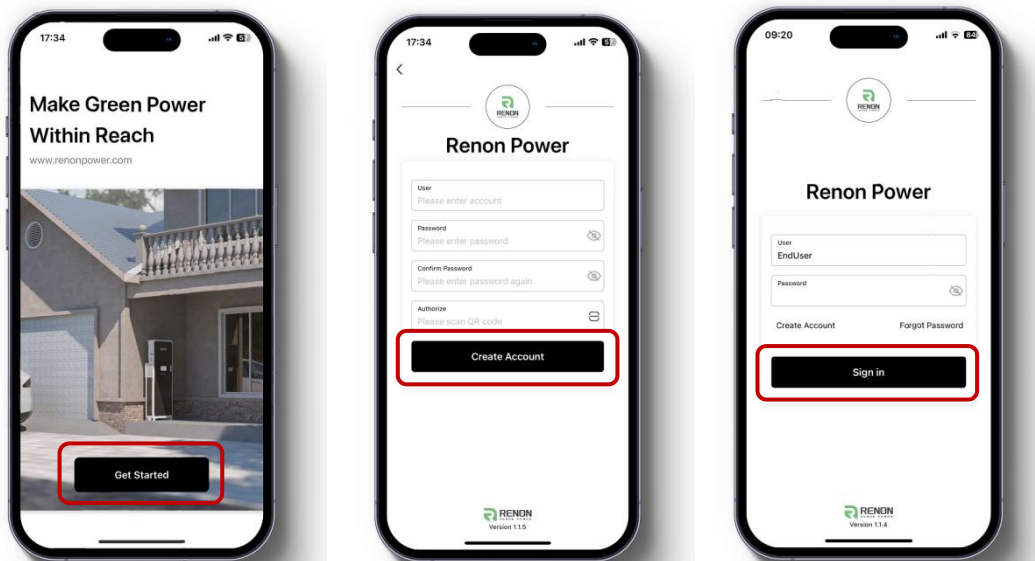 17:34
Make Green Power
Within Reach
www.renonpower.com
Get Started
17:34
RENON
Renon Power
User
Please enter account
Password
Please enter password
Confirm Password
Please enter password again
Authorize
Please scan QR code
Create Account
RENON
Version 1.1.5
09:20
84
RENON
Renon Power
User
EndUser
Password
Create Account
Forgot Password
Sign in
RENON
Version 1.1.4